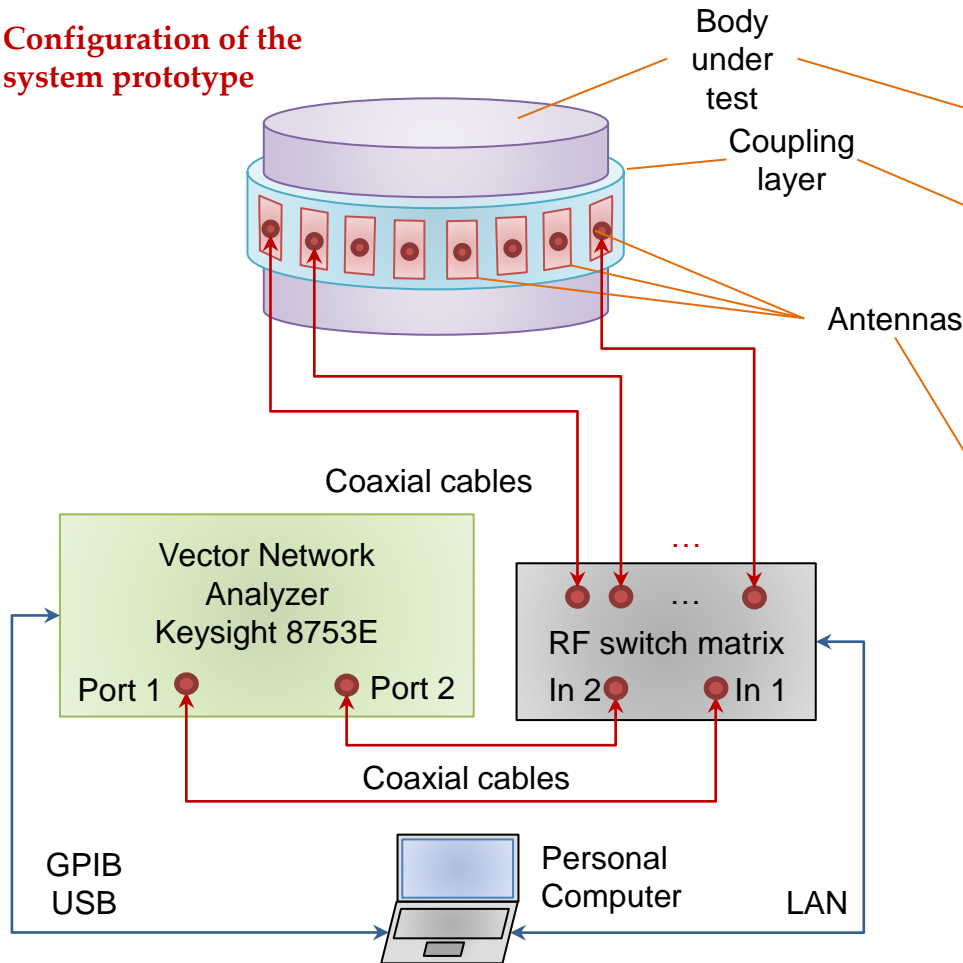 Configuration of the
system prototype
Body
under
test
Coupling
layer
Antennas
Coaxial cables
Vector Network
Analyzer
Keysight 8753E
Port 1
Port 2
…
…
RF switch matrix
In 2
In 1
Coaxial cables
GPIB
USB
Personal
Computer
LAN